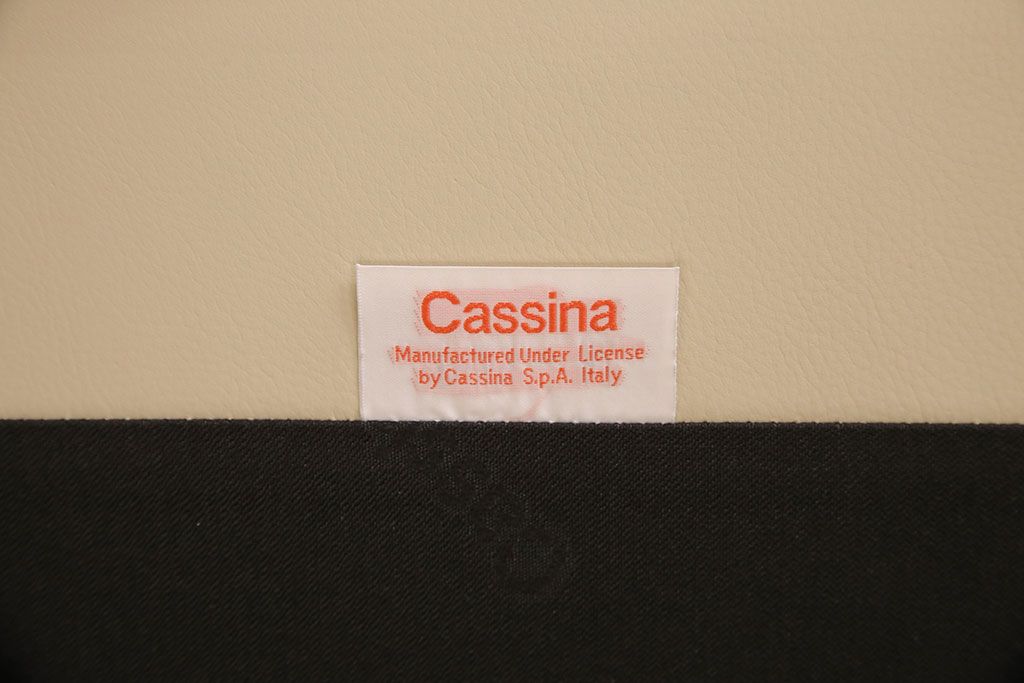 Cassina
Manufactured Under License
by Cassina S.p.A. Italy